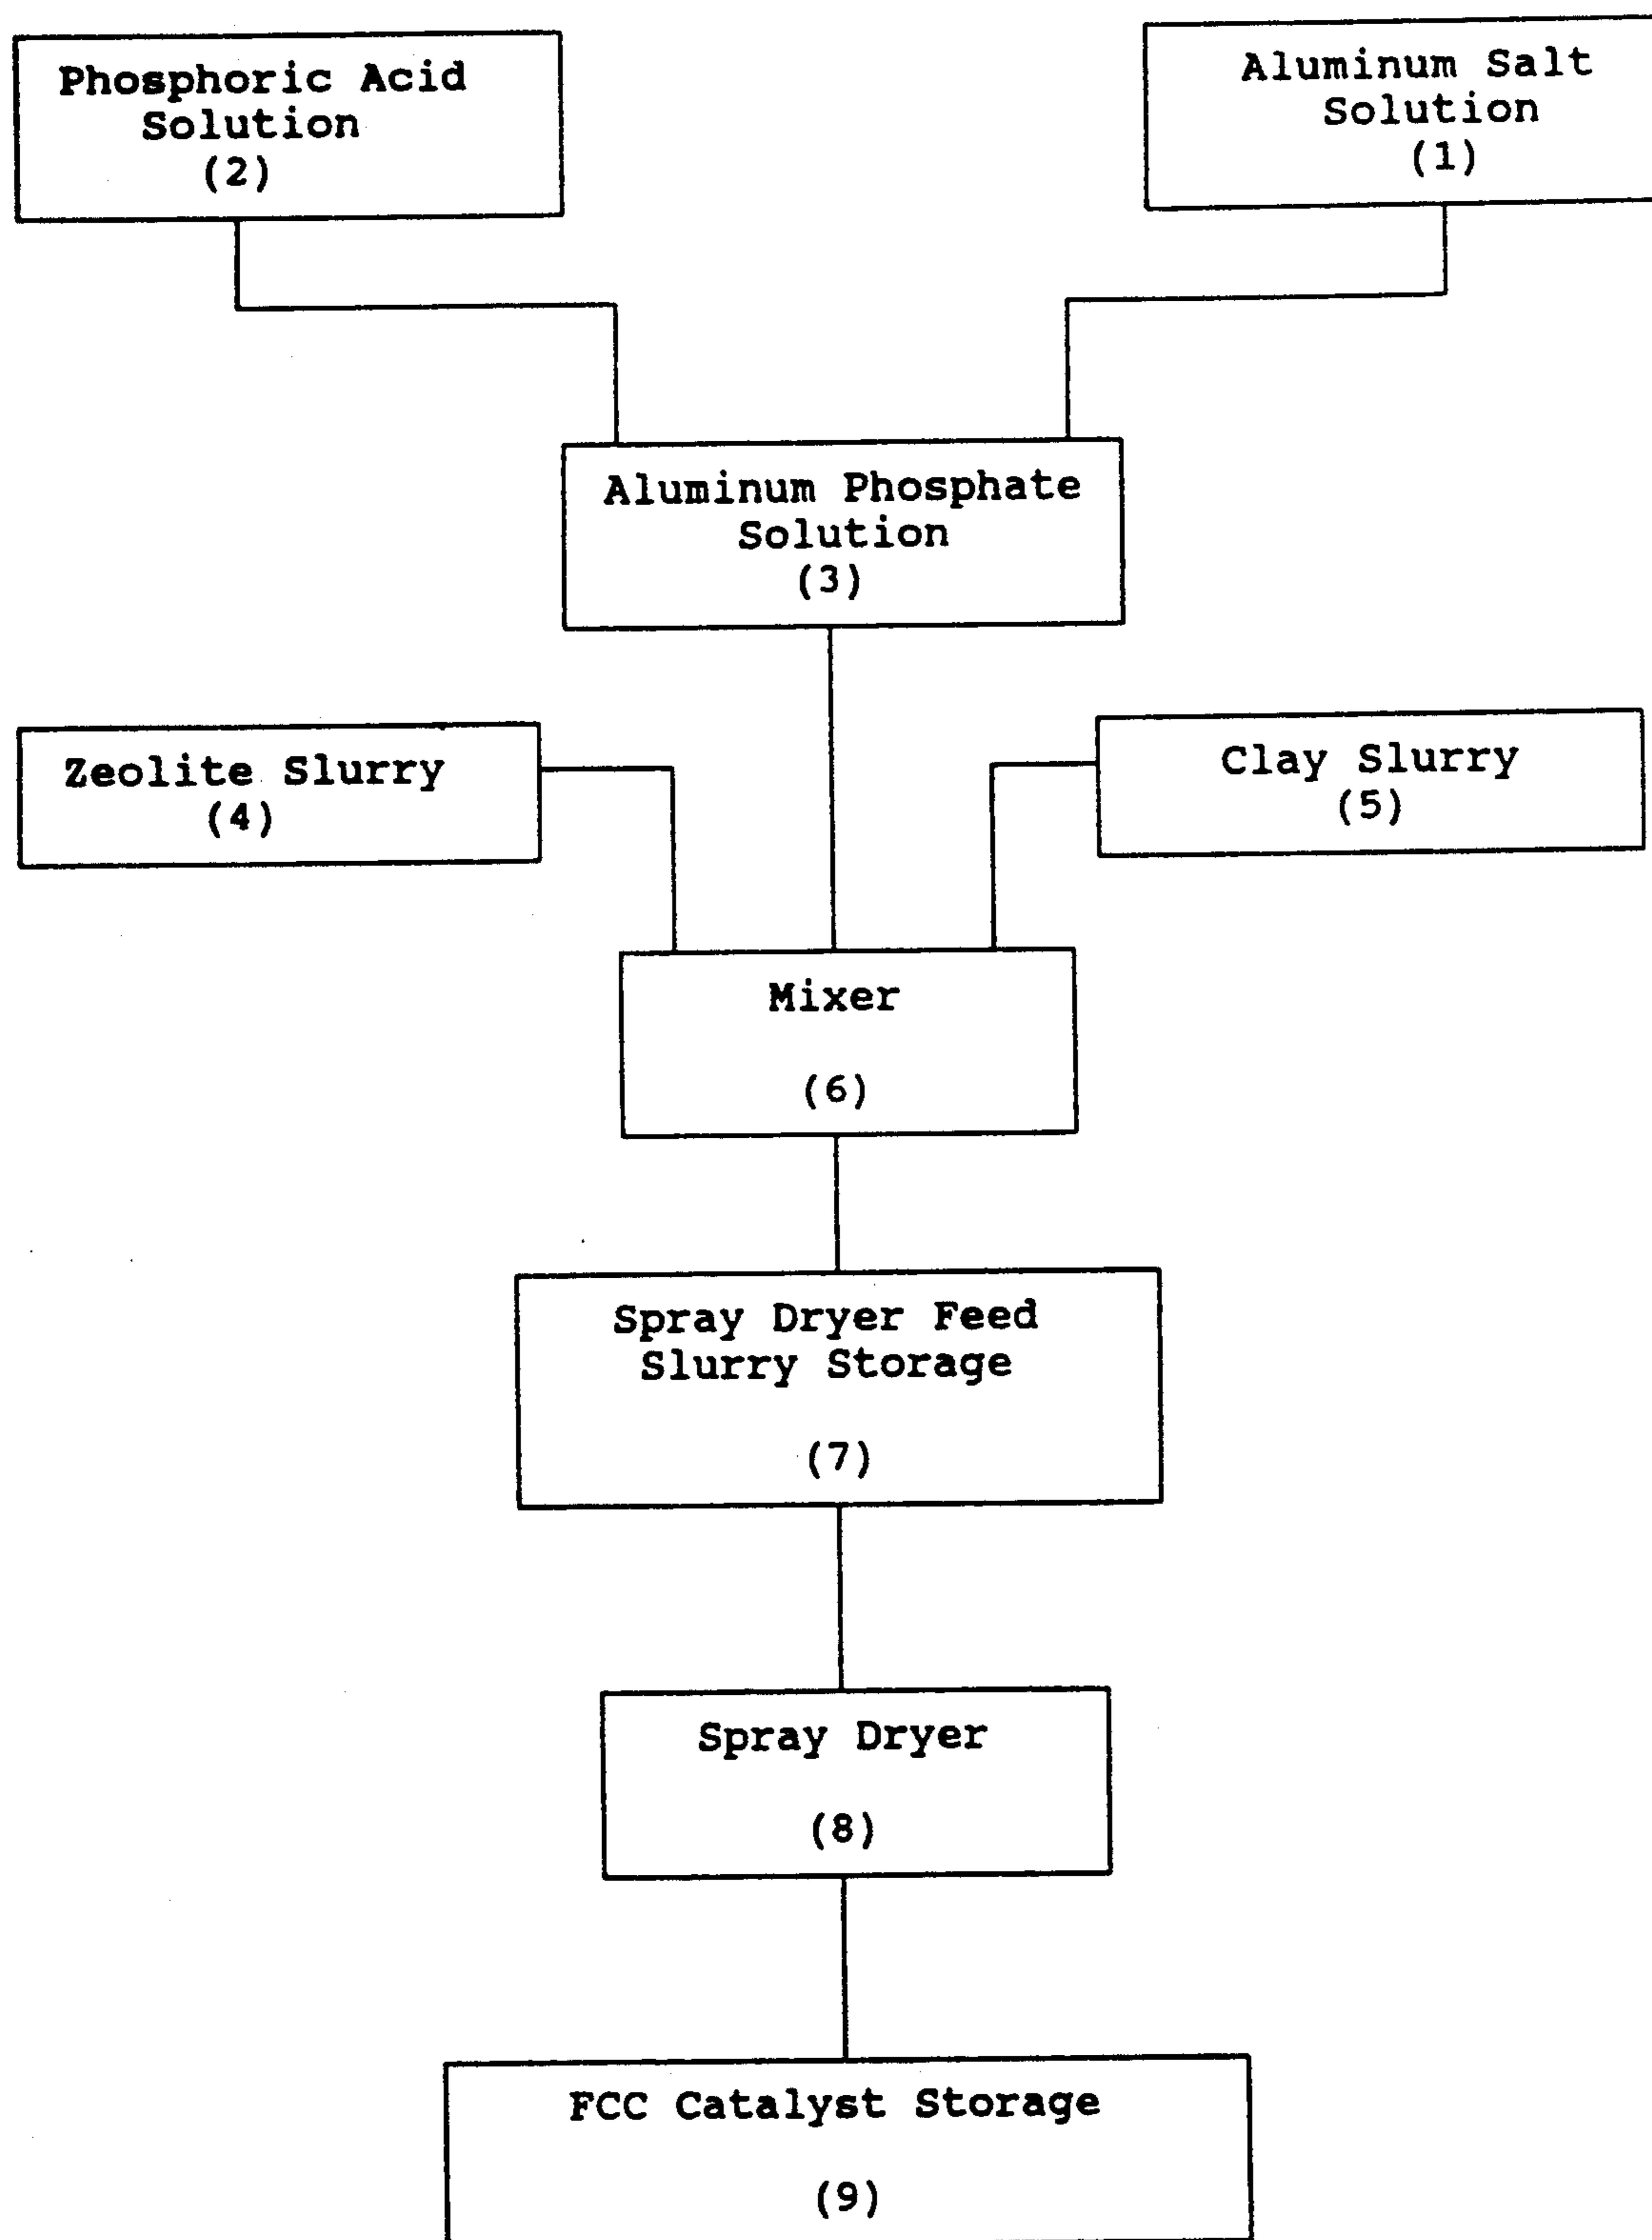 Phosphoric Acid
Solution
(2)
Aluminum Salt
Solution
(1)
Aluminum Phosphate
Solution
(3)
Zeolite Slurry
(4)
Clay Slurry
(5)
Mixer
(6)
Spray Dryer Feed
Slurry Storage
(7)
Spray Dryer
(8)
FCC Catalyst Storage
(9)